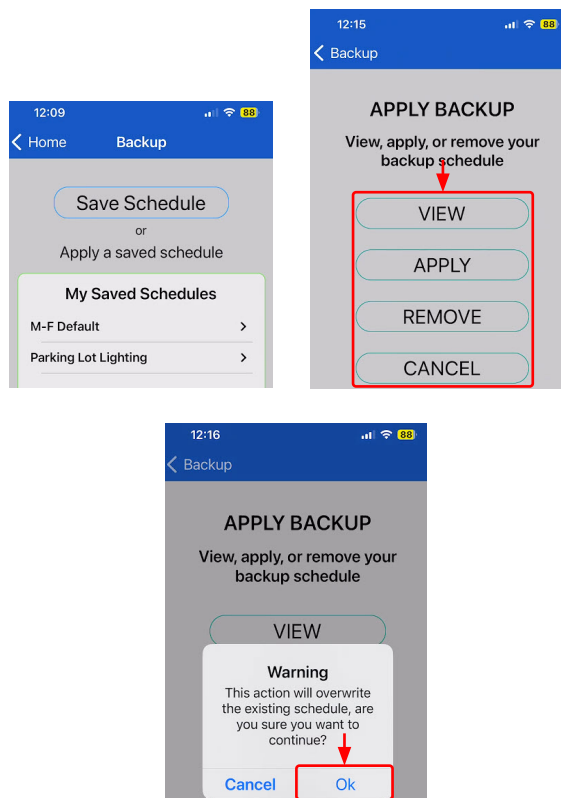 12:09
88
Home
Backup
Save Schedule
or
Apply a saved schedule
My Saved Schedules
M-F Default
Parking Lot Lighting
12:15
88
Backup
APPLY BACKUP
View, apply, or remove your
backup schedule
VIEW
APPLY
REMOVE
CANCEL
12:16
88
Backup
APPLY BACKUP
View, apply, or remove your
backup schedule
VIEW
Warning
This action will overwrite
the existing schedule, are
you sure you want to
continue?
Cancel
Ok